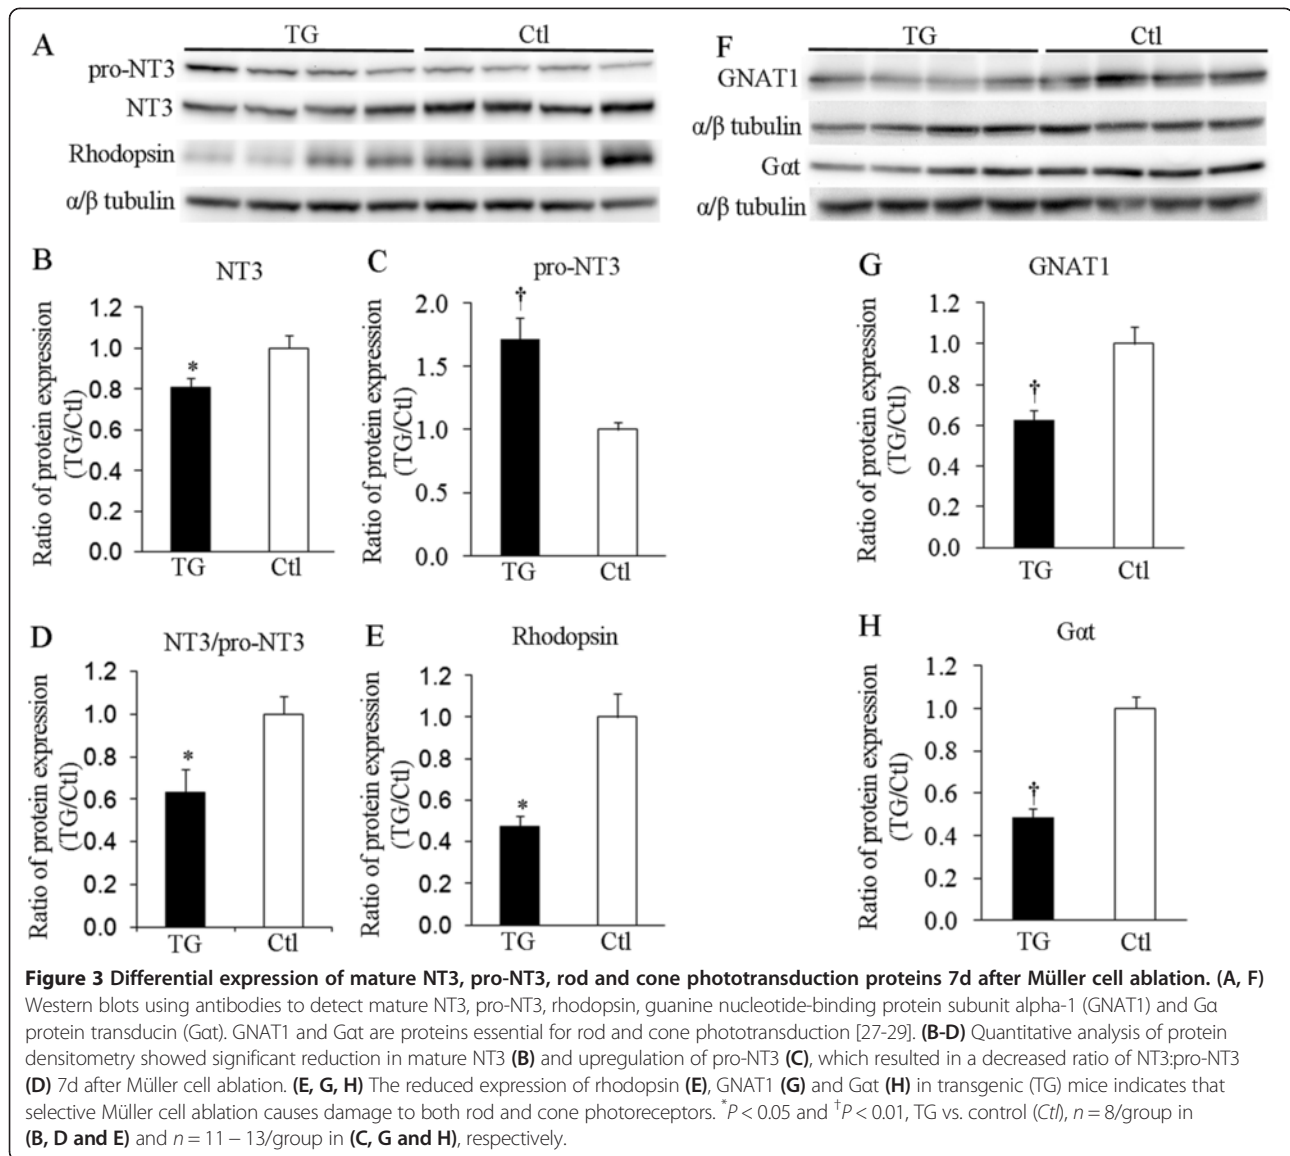 A
TG
Ctl
pro-NT3
NT3
Rhodopsin
α/β tubulin
F
TG
Ctl
GNAT1
α/β tubulin
Gαt
α/β tubulin
B
NT3
Ratio of protein expression
(TG/Ctl)
1.2
1.0
0.8
0.6
0.4
0.2
0.0
*
TG
Ctl
C
pro-NT3
Ratio of protein expression
(TG/Ctl)
2.0
1.5
1.0
0.5
0.0
†
TG
Ctl
G
GNAT1
Ratio of protein expression
(TG/Ctl)
1.2
1.0
0.8
0.6
0.4
0.2
0.0
†
TG
Ctl
D
NT3/pro-NT3
Ratio of protein expression
(TG/Ctl)
1.2
1.0
0.8
0.6
0.4
0.2
0.0
*
TG
Ctl
E
Rhodopsin
Ratio of protein expression
(TG/Ctl)
1.2
1.0
0.8
0.6
0.4
0.2
0.0
*
TG
Ctl
H
Gαt
Ratio of protein expression
(TG/Ctl)
1.2
1.0
0.8
0.6
0.4
0.2
0.0
†
TG
Ctl
Figure 3 Differential expression of mature NT3, pro-NT3, rod and cone phototransduction proteins 7d after Müller cell ablation. (A, F)
Western blots using antibodies to detect mature NT3, pro-NT3, rhodopsin, guanine nucleotide-binding protein subunit alpha-1 (GNAT1) and Gα
protein transducin (Gαt). GNAT1 and Gαt are proteins essential for rod and cone phototransduction [27-29]. (B-D) Quantitative analysis of protein
densitometry showed significant reduction in mature NT3 (B) and upregulation of pro-NT3 (C), which resulted in a decreased ratio of NT3:pro-NT3
(D) 7d after Müller cell ablation. (E, G, H) The reduced expression of rhodopsin (E), GNAT1 (G) and Gαt (H) in transgenic (TG) mice indicates that
selective Müller cell ablation causes damage to both rod and cone photoreceptors. *P < 0.05 and †P < 0.01, TG vs. control (Ctl), n = 8/group in
(B, D and E) and n = 11 – 13/group in (C, G and H), respectively.